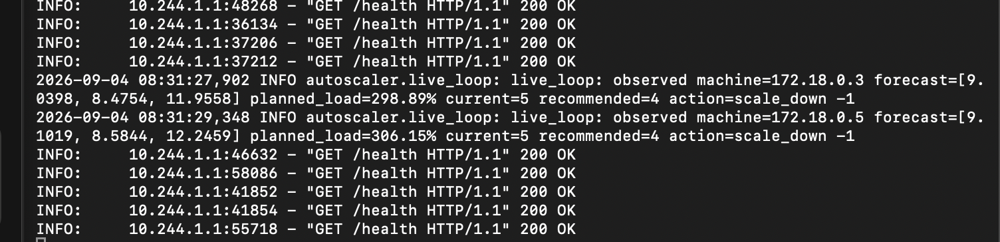 INFO:     10.244.1.1:48268 – "GET /health HTTP/1.1" 200 OK
INFO:     10.244.1.1:36134 – "GET /health HTTP/1.1" 200 OK
INFO:     10.244.1.1:37206 – "GET /health HTTP/1.1" 200 OK
INFO:     10.244.1.1:37212 – "GET /health HTTP/1.1" 200 OK
2026-09-04 08:31:27,902 INFO autoscaler.live_loop: live_loop: observed machine=172.18.0.3 forecast=[9.
0398, 8.4754, 11.9558] planned_load=298.89% current=5 recommended=4 action=scale_down -1
2026-09-04 08:31:29,348 INFO autoscaler.live_loop: live_loop: observed machine=172.18.0.5 forecast=[9.
1019, 8.5844, 12.2459] planned_load=306.15% current=5 recommended=4 action=scale_down -1
INFO:     10.244.1.1:46632 – "GET /health HTTP/1.1" 200 OK
INFO:     10.244.1.1:58086 – "GET /health HTTP/1.1" 200 OK
INFO:     10.244.1.1:41852 – "GET /health HTTP/1.1" 200 OK
INFO:     10.244.1.1:41854 – "GET /health HTTP/1.1" 200 OK
INFO:     10.244.1.1:55718 – "GET /health HTTP/1.1" 200 OK